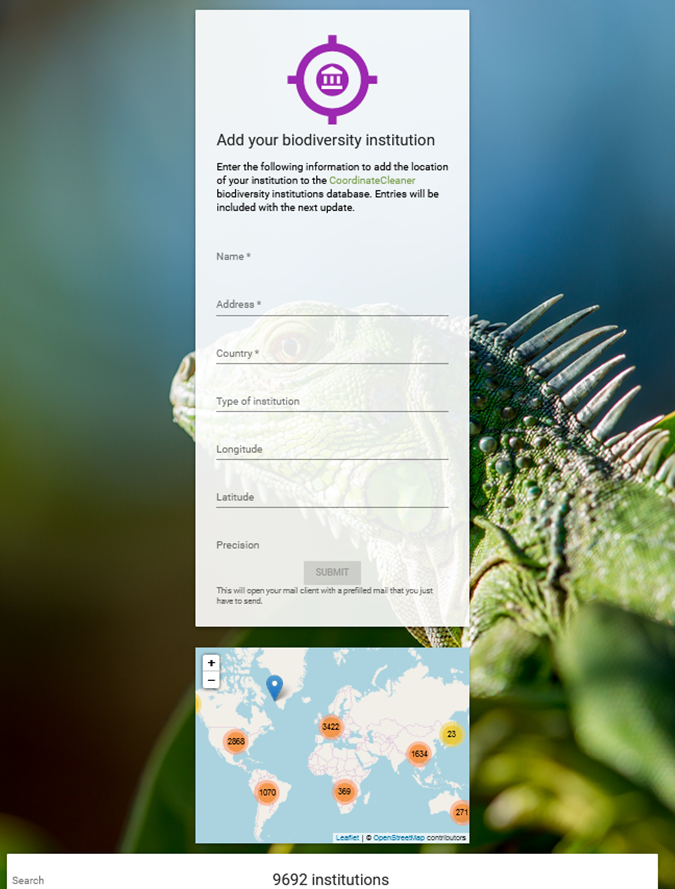 Add your biodiversity institution
Enter the following information to add the location
of your institution to the CoordinateCleaner
biodiversity institutions database. Entries will be
included with the next update.
Name *
Address *
Country *
Type of institution
Longitude
Latitude
Precision
SUBMIT
This will open your mail client with a prefilled mail that you just
have to send.
+
−
2868
3422
23
1634
1070
369
271
Leaflet | © OpenStreetMap contributors
Search
9692 institutions